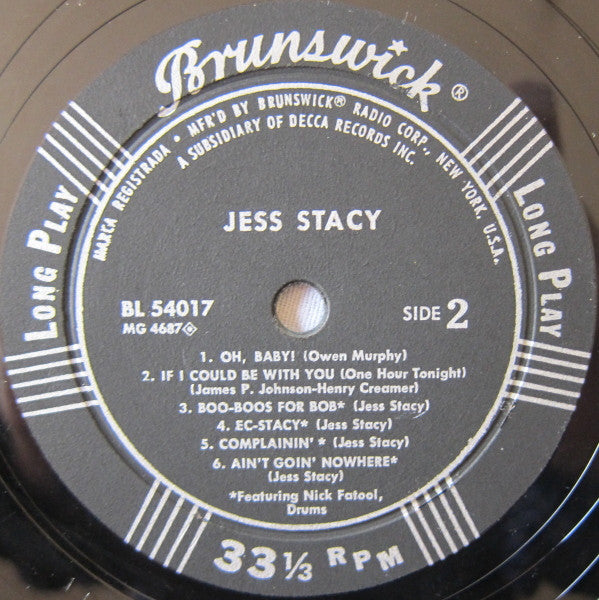 Brunswick®
MARCA REGISTRADA • MFR'D BY BRUNSWICK® RADIO CORP., NEW YORK, U.S.A.
A SUBSIDIARY OF DECCA RECORDS INC.
LONG PLAY
LONG PLAY
JESS STACY
BL 54017
MG 4687
SIDE 2
1. OH, BABY! (Owen Murphy)
2. IF I COULD BE WITH YOU (One Hour Tonight)
(James P. Johnson-Henry Creamer)
3. BOO-BOOS FOR BOB* (Jess Stacy)
4. EC-STACY* (Jess Stacy)
5. COMPLAININ'* (Jess Stacy)
6. AIN'T GOIN' NOWHERE*
(Jess Stacy)
*Featuring Nick Fatool,
Drums
33⅓ RPM